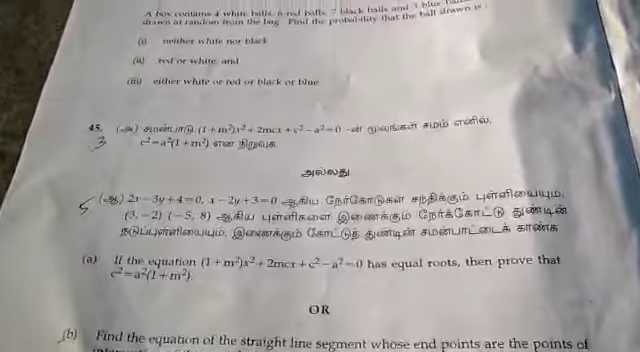 A box contains 4 white balls, 6 red balls, 7 black balls and 3 blue
drawn at random from the bag. Find the probability that the ball drawn is :
(i) neither white nor black
(ii) red or white and
(iii) either white or red or black or blue
45. (அ) சமன்பாடு (1+m²)x²+2mcx+c²−a²=0 -ன் மூலங்கள் சமம் எனில்,
3 c²=a²(1+m²) என நிறுவுக
அல்லது
(ஆ) 2x−3y+4=0, x−2y+3=0 ஆகிய நேர்கோடுகள் சந்திக்கும் புள்ளியையும்,
(3, −2) (−5, 8) ஆகிய புள்ளிகளை இணைக்கும் நேர்க்கோட்டு துண்டின்
நடுப்புள்ளியையும், இணைக்கும் கோட்டுத் துண்டின் சமன்பாட்டைக் காண்க
(a) If the equation (1+m²)x²+2mcx+c²−a²=0 has equal roots, then prove that
c²=a²(1+m²).
OR
(b) Find the equation of the straight line segment whose end points are the points of